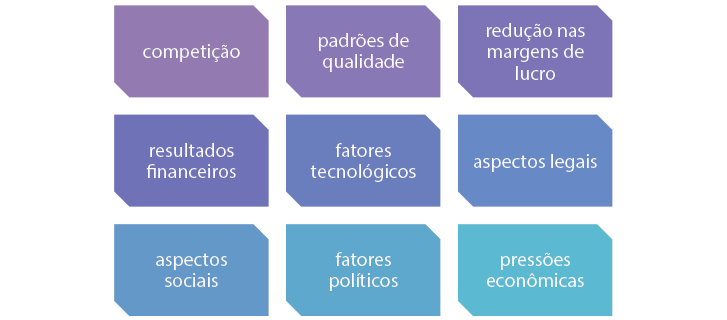 competição
padrões de
qualidade
redução nas
margens de
lucro
resultados
financeiros
fatores
tecnológicos
aspectos legais
aspectos
sociais
fatores
políticos
pressões
econômicas